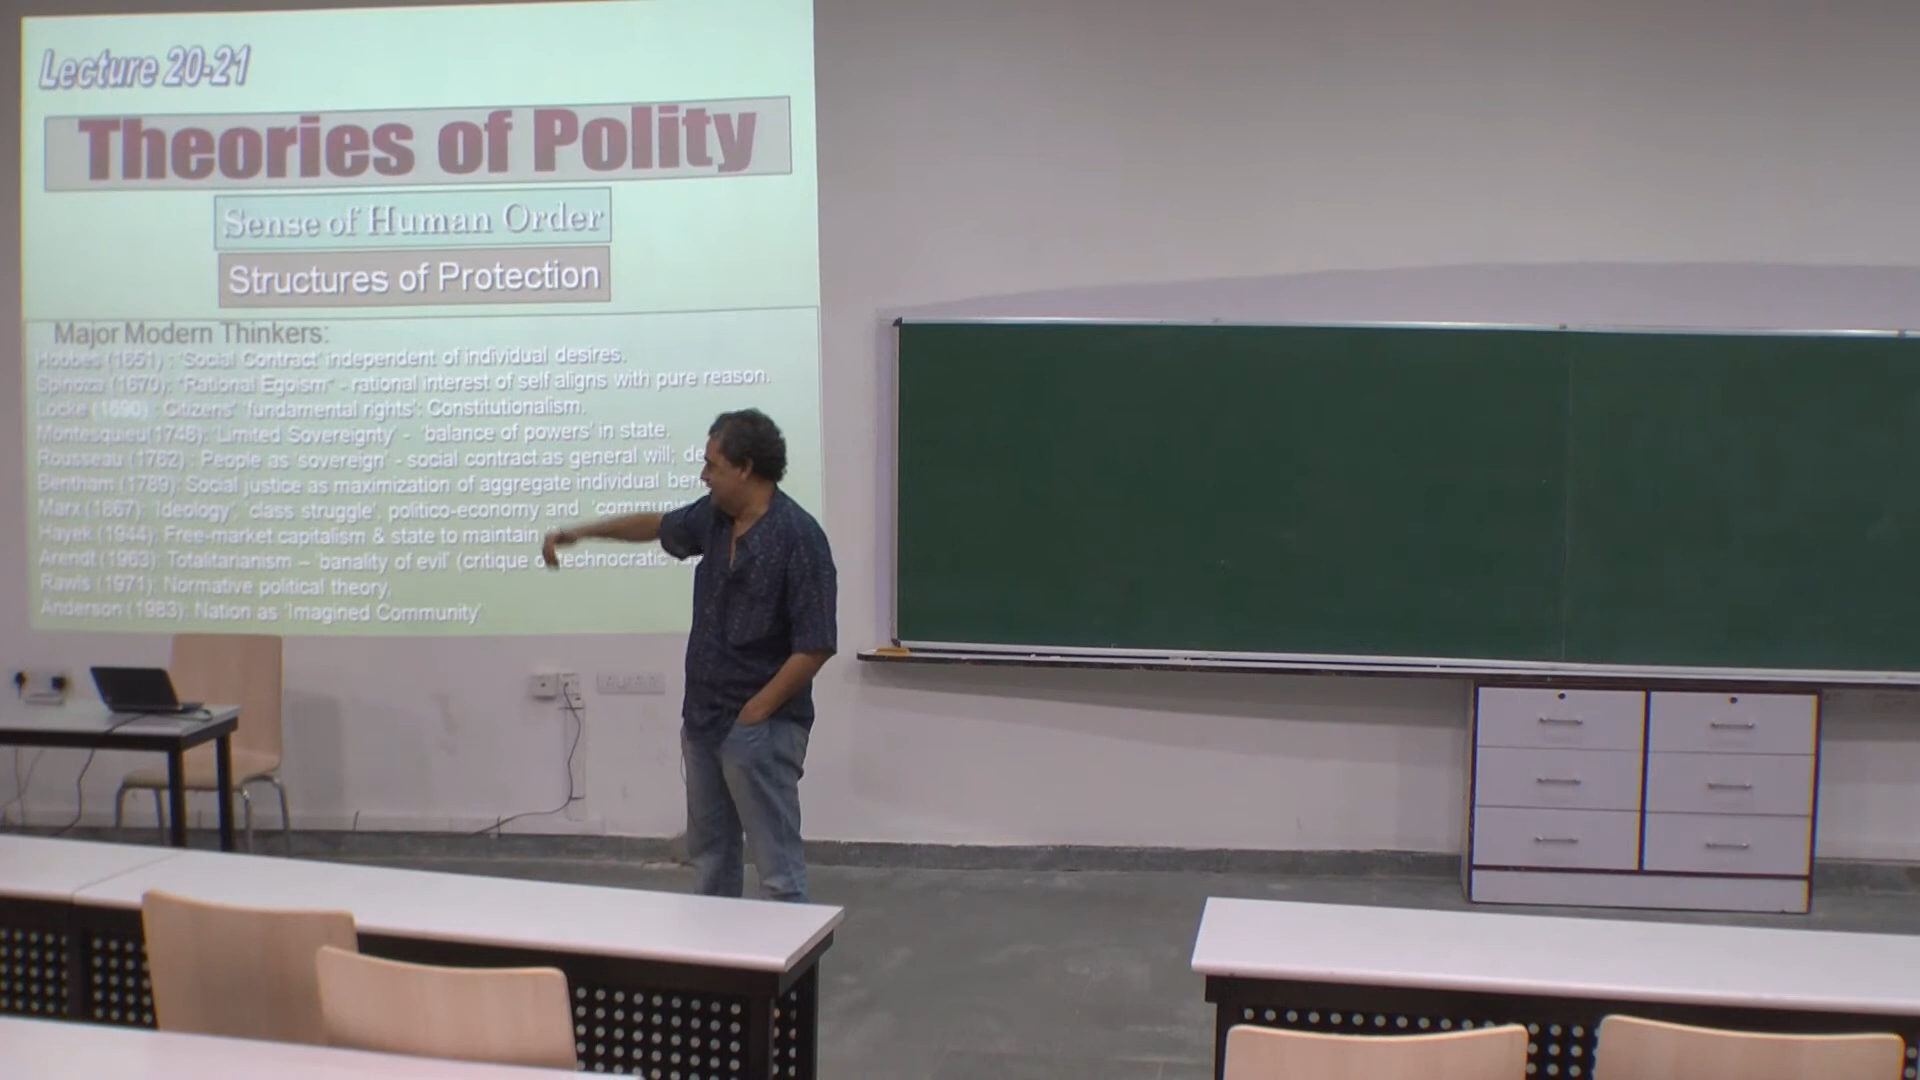 Lecture 20-21
Theories of Polity
Sense of Human Order
Structures of Protection
Major Modern Thinkers:
Hobbes (1651) : 'Social Contract' independent of individual desires.
Spinoza (1670): "Rational Egoism" - rational interest of self aligns with pure reason.
Locke (1690) : Citizens' 'fundamental rights': Constitutionalism.
Montesquieu(1748): 'Limited Sovereignty' - 'balance of powers' in state.
Rousseau (1762) : People as 'sovereign' - social contract as general will;
Bentham (1789): Social justice as maximization of aggregate individual
Marx (1867): 'Ideology', 'class struggle', politico-economy and
Hayek (1944): Free-market capitalism & state to maintain
Arendt (1963): Totalitarianism – 'banality of evil' (critique of technocratic
Rawls (1971): Normative political theory,
Anderson (1983): Nation as 'Imagined Community'